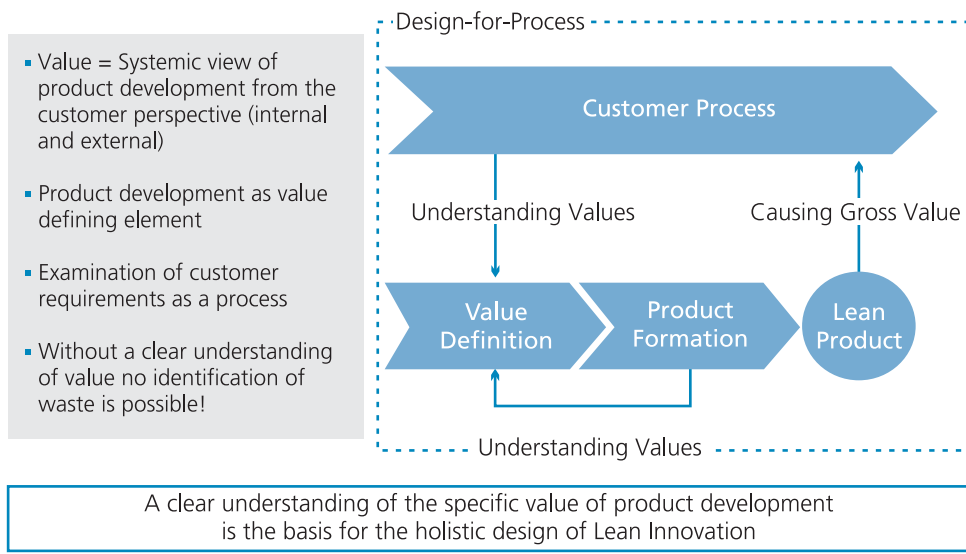 ▪ Value = Systemic view of
product development from the
customer perspective (internal
and external)
▪ Product development as value
defining element
▪ Examination of customer
requirements as a process
▪ Without a clear understanding
of value no identification of
waste is possible!
Design-for-Process
Customer Process
Understanding Values
Causing Gross Value
Value
Definition
Product
Formation
Lean
Product
Understanding Values
A clear understanding of the specific value of product development
is the basis for the holistic design of Lean Innovation